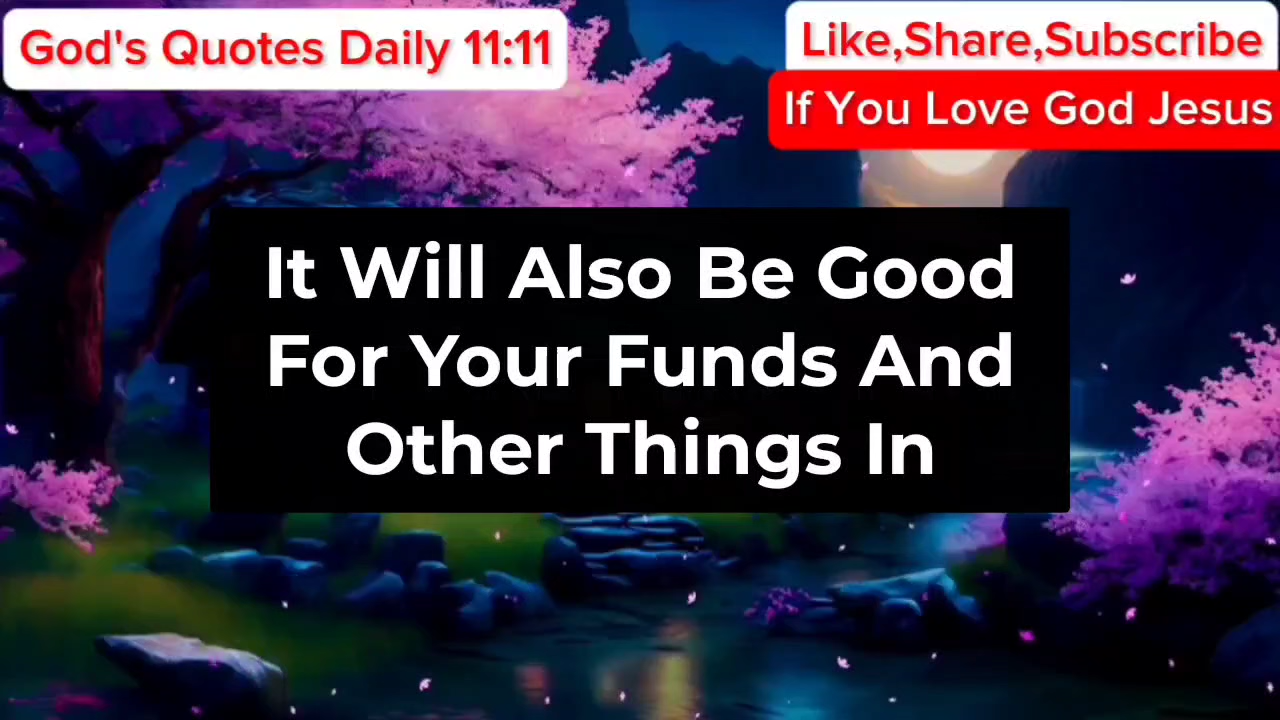 God's Quotes Daily 11:11
Like,Share,Subscribe
If You Love God Jesus
It Will Also Be Good
For Your Funds And
Other Things In